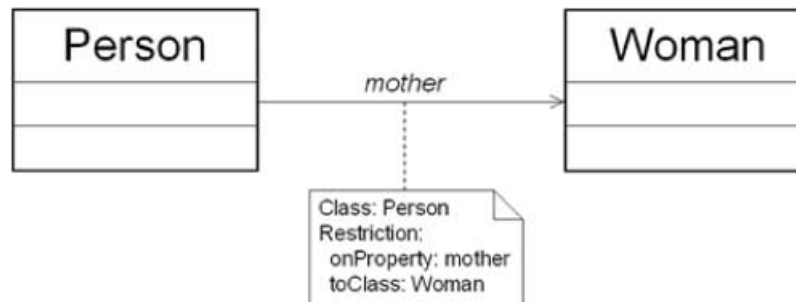 Person
Woman
mother
Class: Person
Restriction:
onProperty: mother
toClass: Woman